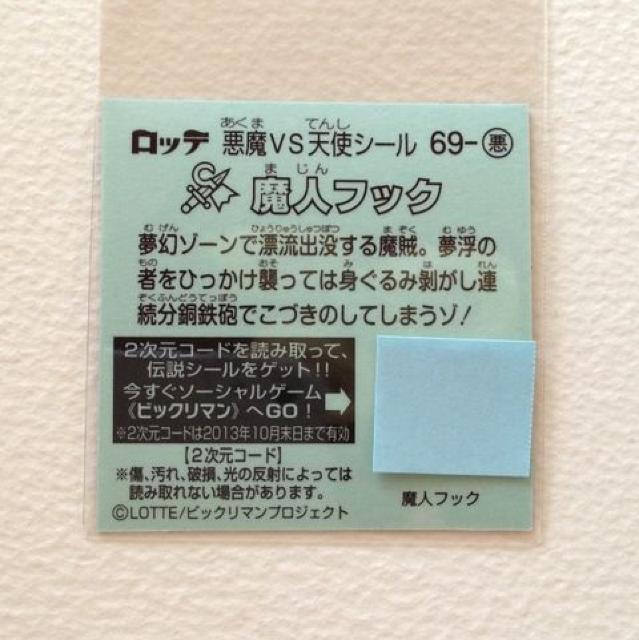 ロッテ 悪魔VS天使シール 69-悪
あくま てんし
魔人フック
まじん
夢幻ゾーンで漂流出没する魔賊。夢浮の
むげん ひょうりゅうしゅつぼつ まぞく むゆう
者をひっかけ襲っては身ぐるみ剥がし連
もの おそ み は れん
続分銅鉄砲でこづきのしてしまうゾ!
ぞくふんどうてっぽう
2次元コードを読み取って、
伝説シールをゲット!!
今すぐソーシャルゲーム
《ビックリマン》へGO!
※2次元コードは2013年10月末日まで有効
【2次元コード】
※傷、汚れ、破損、光の反射によっては
読み取れない場合があります。
©LOTTE/ビックリマンプロジェクト
魔人フック